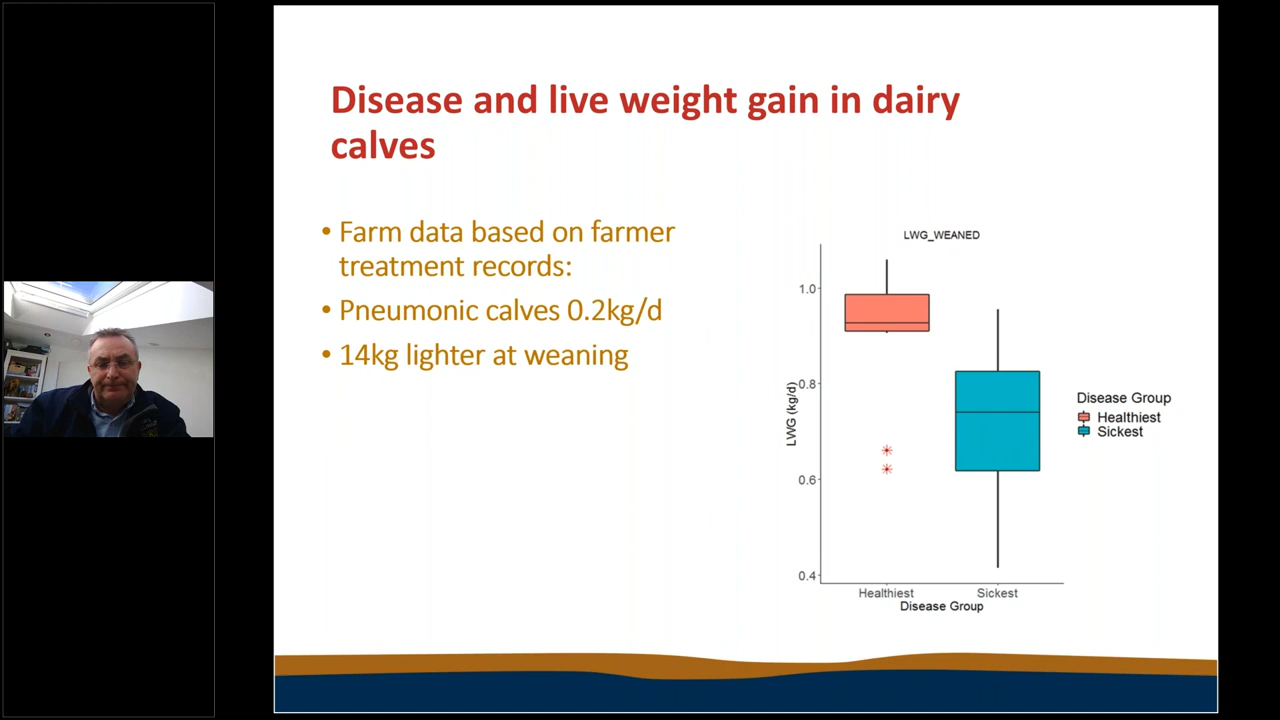 Disease and live weight gain in dairy
calves
• Farm data based on farmer
treatment records:
• Pneumonic calves 0.2kg/d
• 14kg lighter at weaning
LWG_WEANED
1.0
0.8
0.6
0.4
LWG (kg/d)
Healthiest
Sickest
Disease Group
Disease Group
Healthiest
Sickest